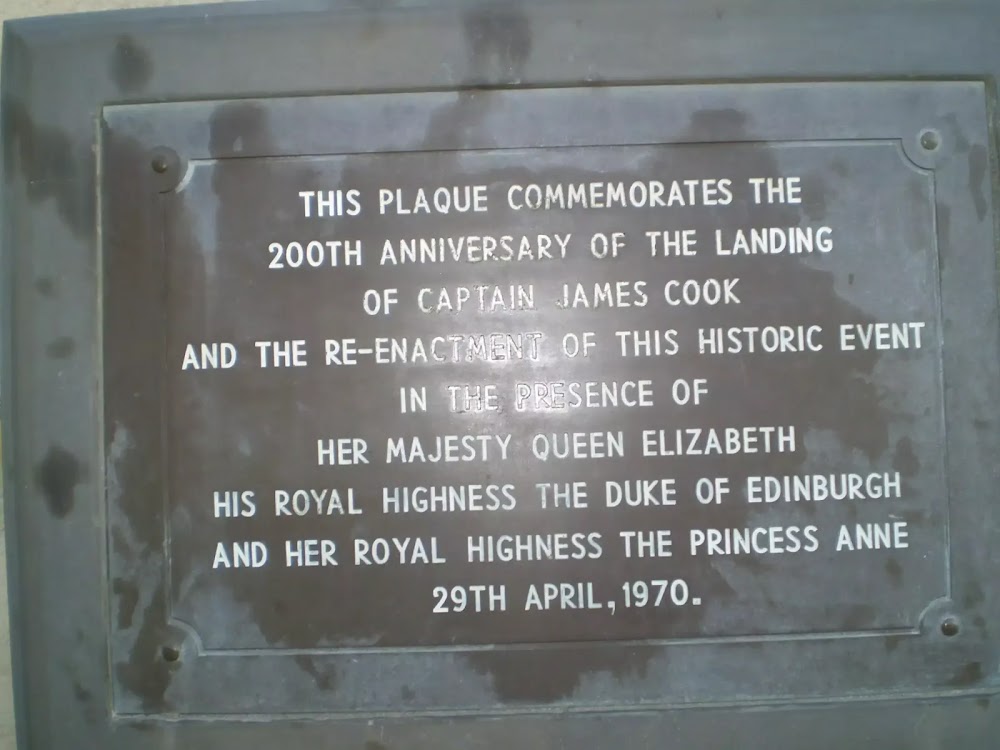 THIS PLAQUE COMMEMORATES THE
200TH ANNIVERSARY OF THE LANDING
OF CAPTAIN JAMES COOK
AND THE RE-ENACTMENT OF THIS HISTORIC EVENT
IN THE PRESENCE OF
HER MAJESTY QUEEN ELIZABETH
HIS ROYAL HIGHNESS THE DUKE OF EDINBURGH
AND HER ROYAL HIGHNESS THE PRINCESS ANNE
29TH APRIL, 1970.